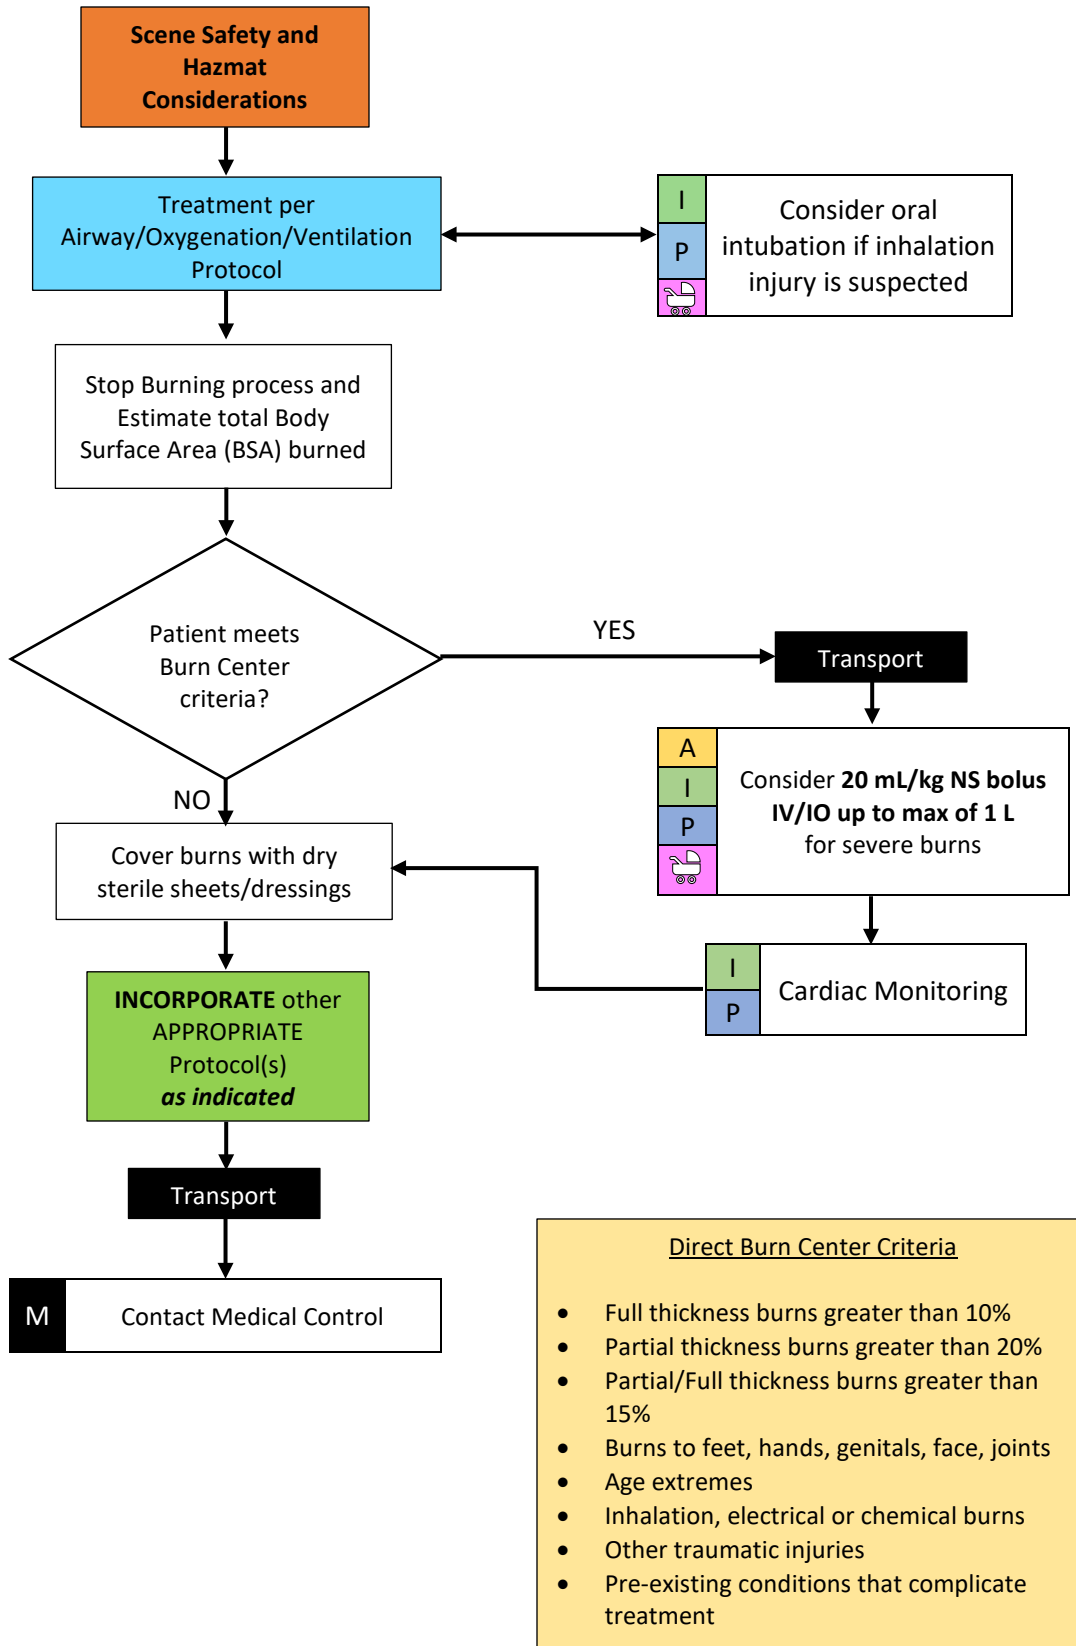 Scene Safety and
Hazmat
Considerations
Treatment per
Airway/Oxygenation/Ventilation
Protocol
I
P
Consider oral
intubation if inhalation
injury is suspected
Stop Burning process and
Estimate total Body
Surface Area (BSA) burned
Patient meets
Burn Center
criteria?
YES
Transport
A
I
P
Consider 20 mL/kg NS bolus
IV/IO up to max of 1 L
for severe burns
NO
Cover burns with dry
sterile sheets/dressings
I
P
Cardiac Monitoring
INCORPORATE other
APPROPRIATE
Protocol(s)
as indicated
Transport
M
Contact Medical Control
Direct Burn Center Criteria
• Full thickness burns greater than 10%
• Partial thickness burns greater than 20%
• Partial/Full thickness burns greater than
15%
• Burns to feet, hands, genitals, face, joints
• Age extremes
• Inhalation, electrical or chemical burns
• Other traumatic injuries
• Pre-existing conditions that complicate
treatment